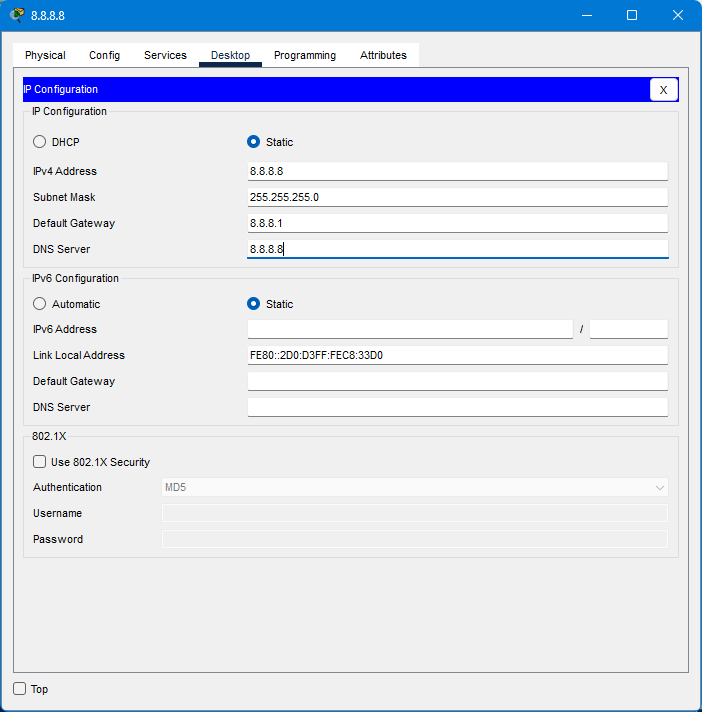 8.8.8.8
Physical Config Services Desktop Programming Attributes
IP Configuration X
IP Configuration
DHCP Static
IPv4 Address 8.8.8.8
Subnet Mask 255.255.255.0
Default Gateway 8.8.8.1
DNS Server 8.8.8.8
IPv6 Configuration
Automatic Static
IPv6 Address /
Link Local Address FE80::2D0:D3FF:FEC8:33D0
Default Gateway
DNS Server
802.1X
Use 802.1X Security
Authentication MD5
Username
Password
Top